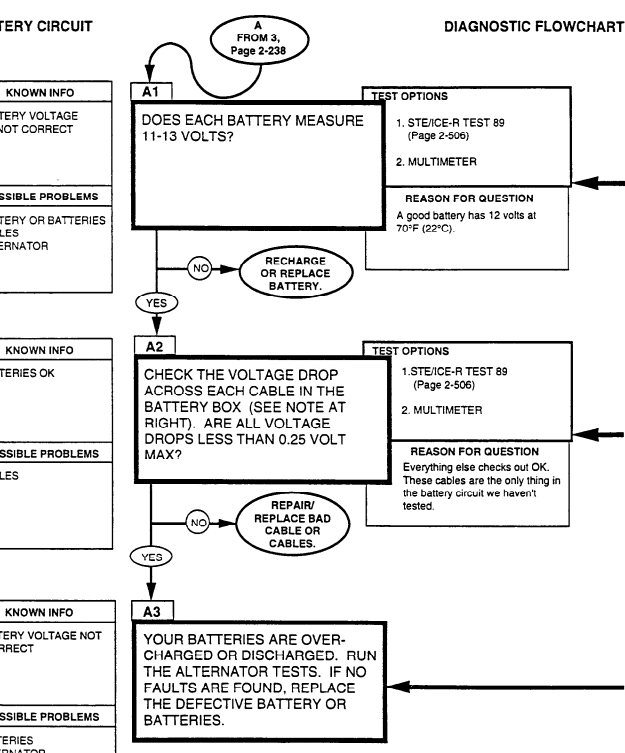 TERY CIRCUIT
DIAGNOSTIC FLOWCHART
A
FROM 3,
Page 2-238
KNOWN INFO
TERY VOLTAGE
NOT CORRECT
SSIBLE PROBLEMS
TERY OR BATTERIES
LES
ERNATOR
A1
DOES EACH BATTERY MEASURE
11-13 VOLTS?
TEST OPTIONS
1. STE/ICE-R TEST 89
(Page 2-506)
2. MULTIMETER
REASON FOR QUESTION
A good battery has 12 volts at
70°F (22°C).
NO
RECHARGE
OR REPLACE
BATTERY.
YES
KNOWN INFO
TERIES OK
SSIBLE PROBLEMS
LES
A2
CHECK THE VOLTAGE DROP
ACROSS EACH CABLE IN THE
BATTERY BOX (SEE NOTE AT
RIGHT). ARE ALL VOLTAGE
DROPS LESS THAN 0.25 VOLT
MAX?
TEST OPTIONS
1.STE/ICE-R TEST 89
(Page 2-506)
2. MULTIMETER
REASON FOR QUESTION
Everything else checks out OK.
These cables are the only thing in
the battery circuit we haven't
tested.
NO
REPAIR/
REPLACE BAD
CABLE OR
CABLES.
YES
KNOWN INFO
TERY VOLTAGE NOT
RRECT
SSIBLE PROBLEMS
TERIES
ERNATOR
A3
YOUR BATTERIES ARE OVER-
CHARGED OR DISCHARGED. RUN
THE ALTERNATOR TESTS. IF NO
FAULTS ARE FOUND, REPLACE
THE DEFECTIVE BATTERY OR
BATTERIES.